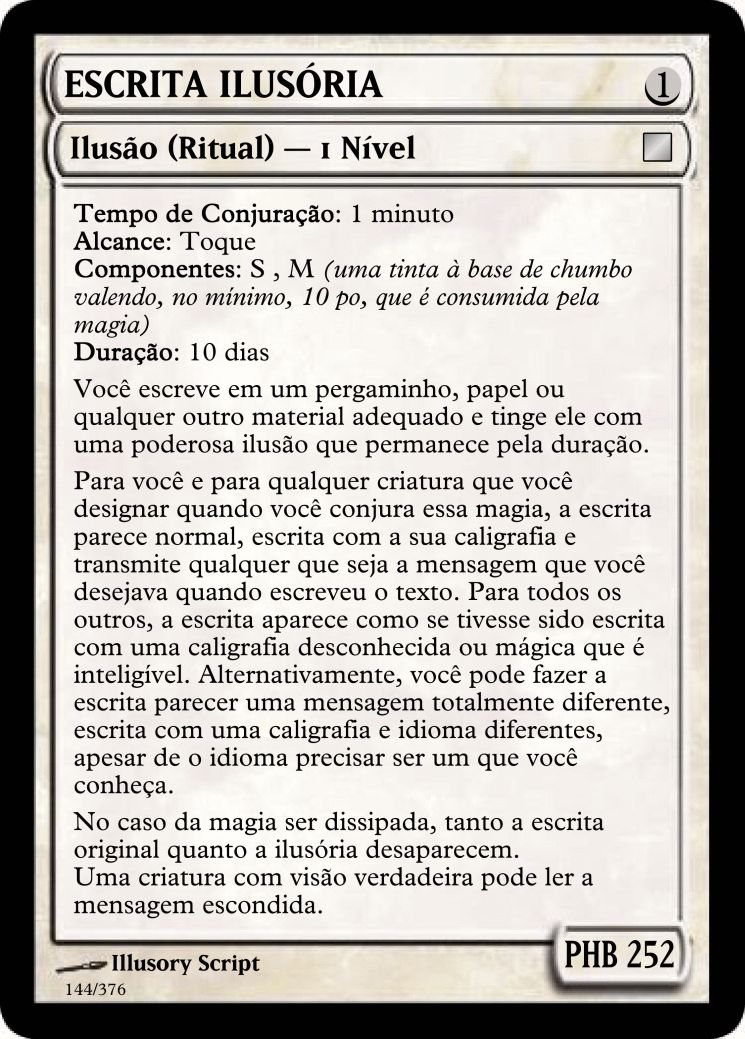 ESCRITA ILUSÓRIA 1
Ilusão (Ritual) — 1 Nível
Tempo de Conjuração: 1 minuto
Alcance: Toque
Componentes: S , M (uma tinta à base de chumbo
valendo, no mínimo, 10 po, que é consumida pela
magia)
Duração: 10 dias
Você escreve em um pergaminho, papel ou
qualquer outro material adequado e tinge ele com
uma poderosa ilusão que permanece pela duração.
Para você e para qualquer criatura que você
designar quando você conjura essa magia, a escrita
parece normal, escrita com a sua caligrafia e
transmite qualquer que seja a mensagem que você
desejava quando escreveu o texto. Para todos os
outros, a escrita aparece como se tivesse sido escrita
com uma caligrafia desconhecida ou mágica que é
inteligível. Alternativamente, você pode fazer a
escrita parecer uma mensagem totalmente diferente,
escrita com uma caligrafia e idioma diferentes,
apesar de o idioma precisar ser um que você
conheça.
No caso da magia ser dissipada, tanto a escrita
original quanto a ilusória desaparecem.
Uma criatura com visão verdadeira pode ler a
mensagem escondida.
PHB 252
Illusory Script
144/376